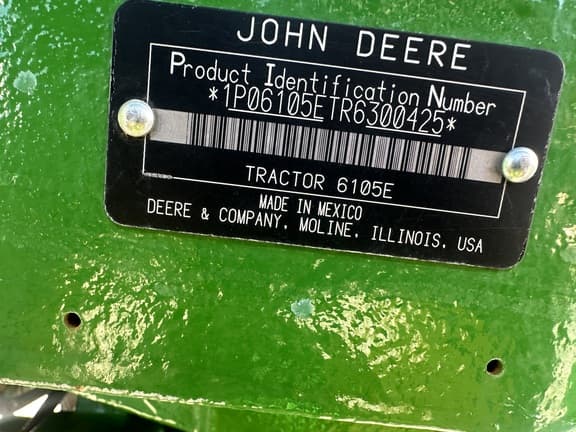 JOHN DEERE
Product Identification Number
*1P06105ETR6300425*
TRACTOR 6105E
MADE IN MEXICO
DEERE & COMPANY, MOLINE, ILLINOIS, USA